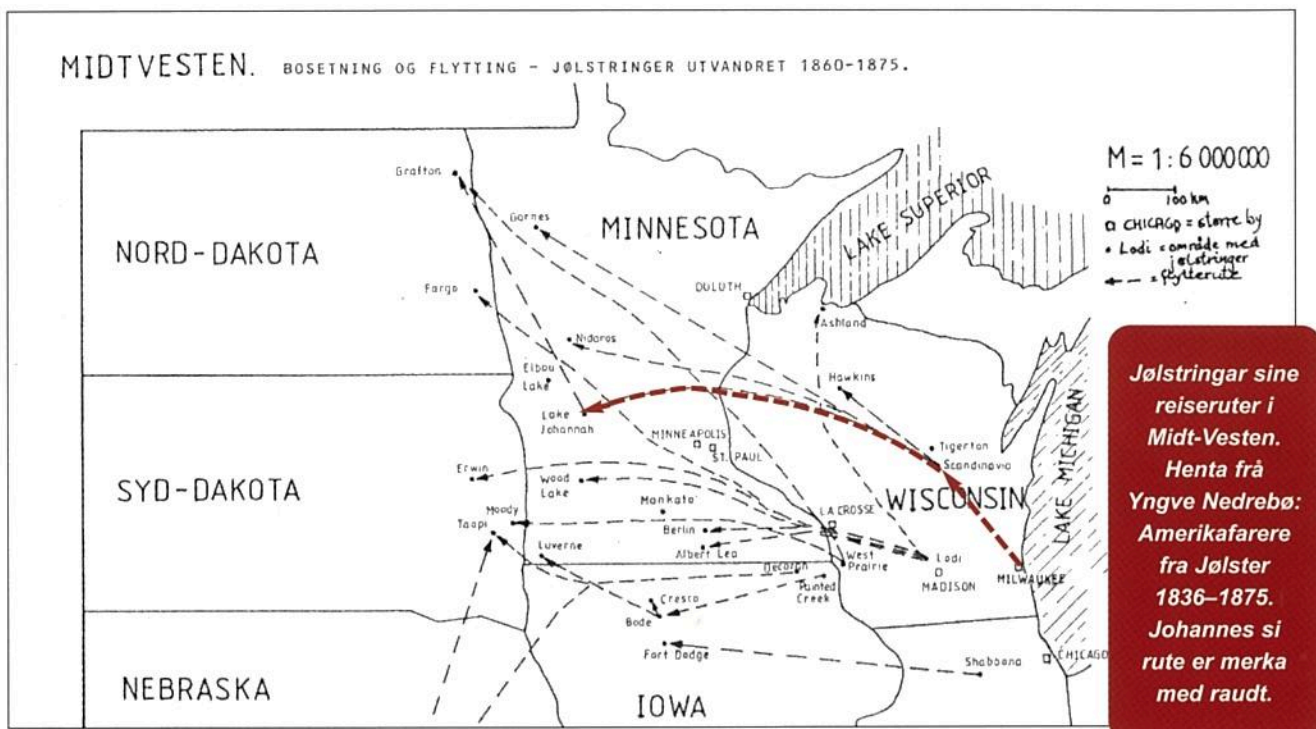 MIDTVESTEN. BOSETNING OG FLYTTING - JØLSTRINGER UTVANDRET 1860-1875.
M = 1:6 000 000
0 100 km
CHICAGO = større by
Lodi = område med
jølstringer
= flytterute
Grafton
Garnes
MINNESOTA
LAKE SUPERIOR
NORD-DAKOTA
Fargo
DULUTH
Ashland
Nidaros
Elbou
Lake
Hawkins
Lake
Johannah
MINNEAPOLIS
ST. PAUL
Tigerton
Scandinavia
LAKE MICHIGAN
SYD-DAKOTA
Erwin
Wood
Lake
WISCONSIN
Mankato
LA CROSSE
Moody
Taopi
Berlin
Luverne
Albert Lea
West
Prairie
Lodi
MADISON
MILWAUKEE
Decorah
Painted
Creek
Cresco
Bode
Fort Dodge
Shabbona
CHICAGO
NEBRASKA
IOWA
Jølstringar sine
reiseruter i
Midt-Vesten.
Henta frå
Yngve Nedrebø:
Amerikafarere
fra Jølster
1836–1875.
Johannes si
rute er merka
med raudt.